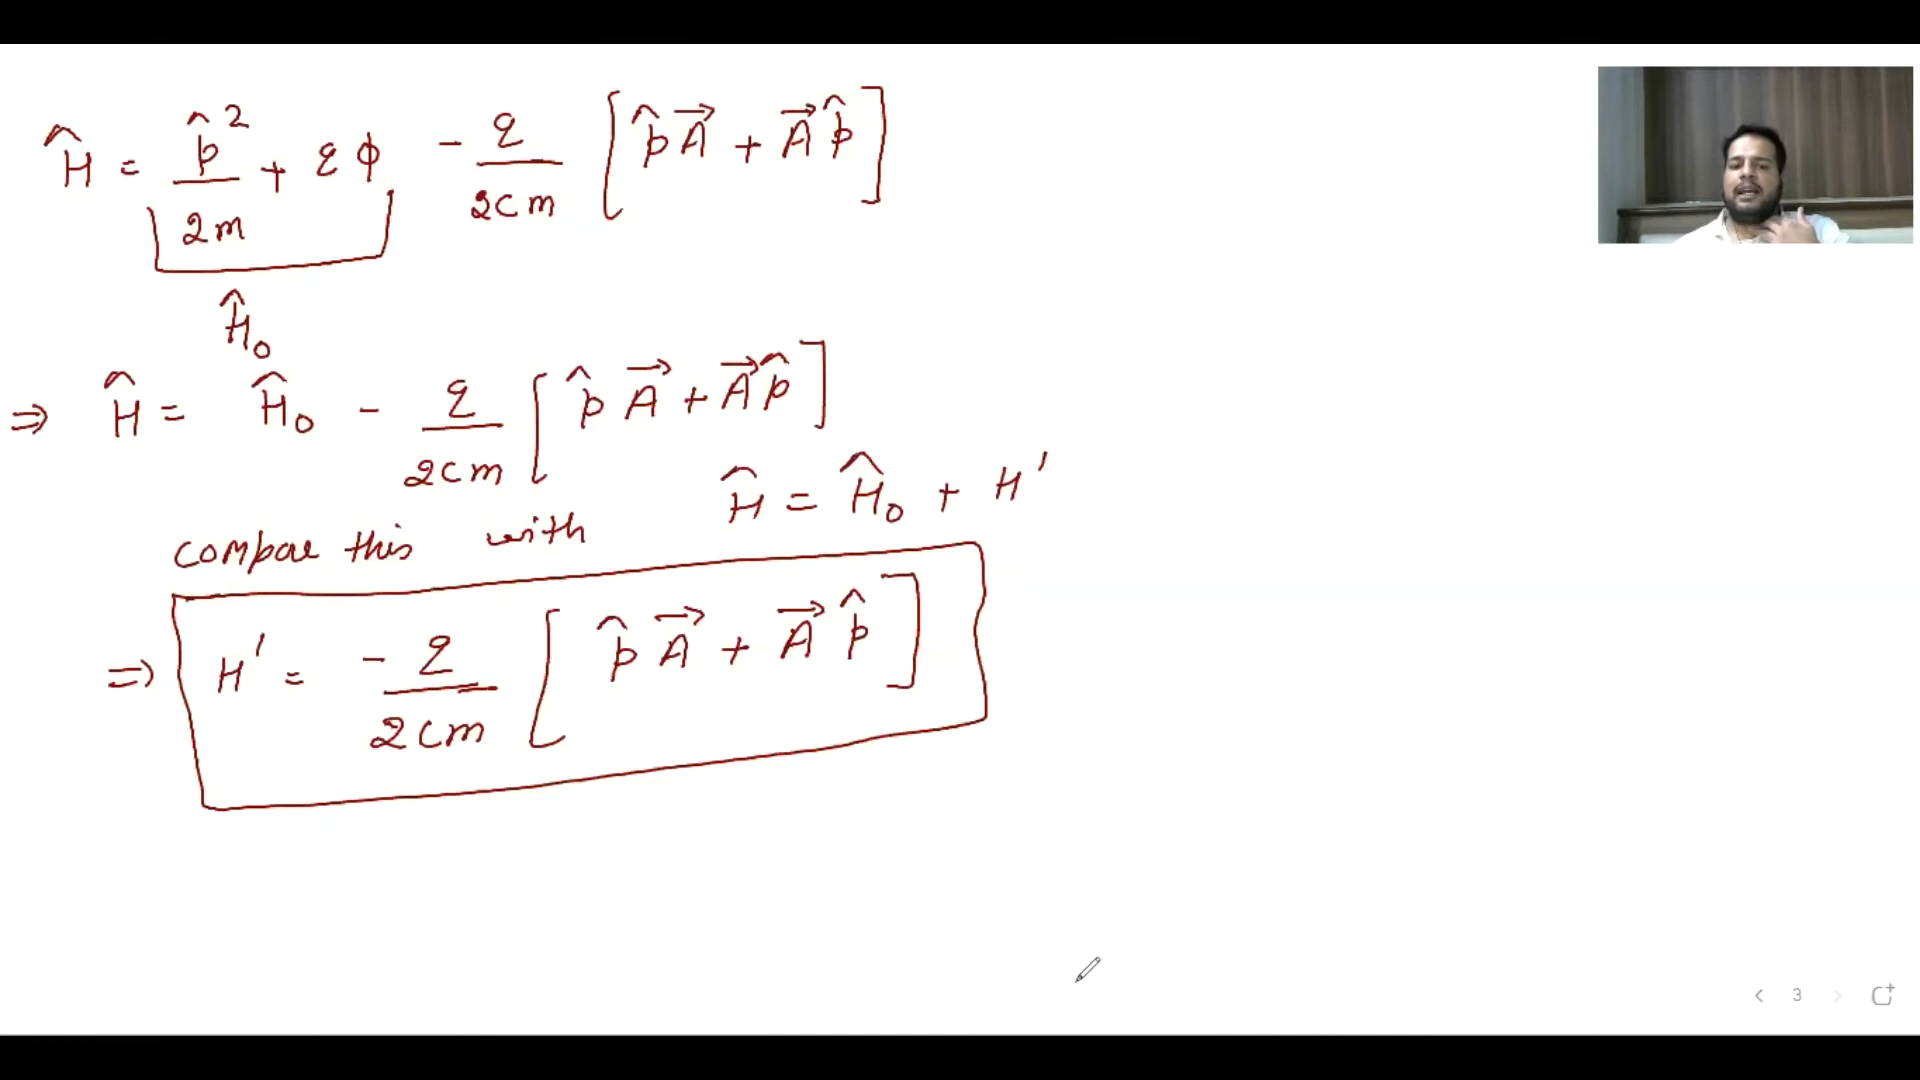 Ĥ = p̂²/2m + qϕ - q/2cm [p̂A⃗ + A⃗p̂]
Ĥ₀
⇒ Ĥ = Ĥ₀ - q/2cm [p̂A⃗ + A⃗p̂]
compare this with Ĥ = Ĥ₀ + H'
⇒ H' = -q/2cm [p̂A⃗ + A⃗p̂]
3